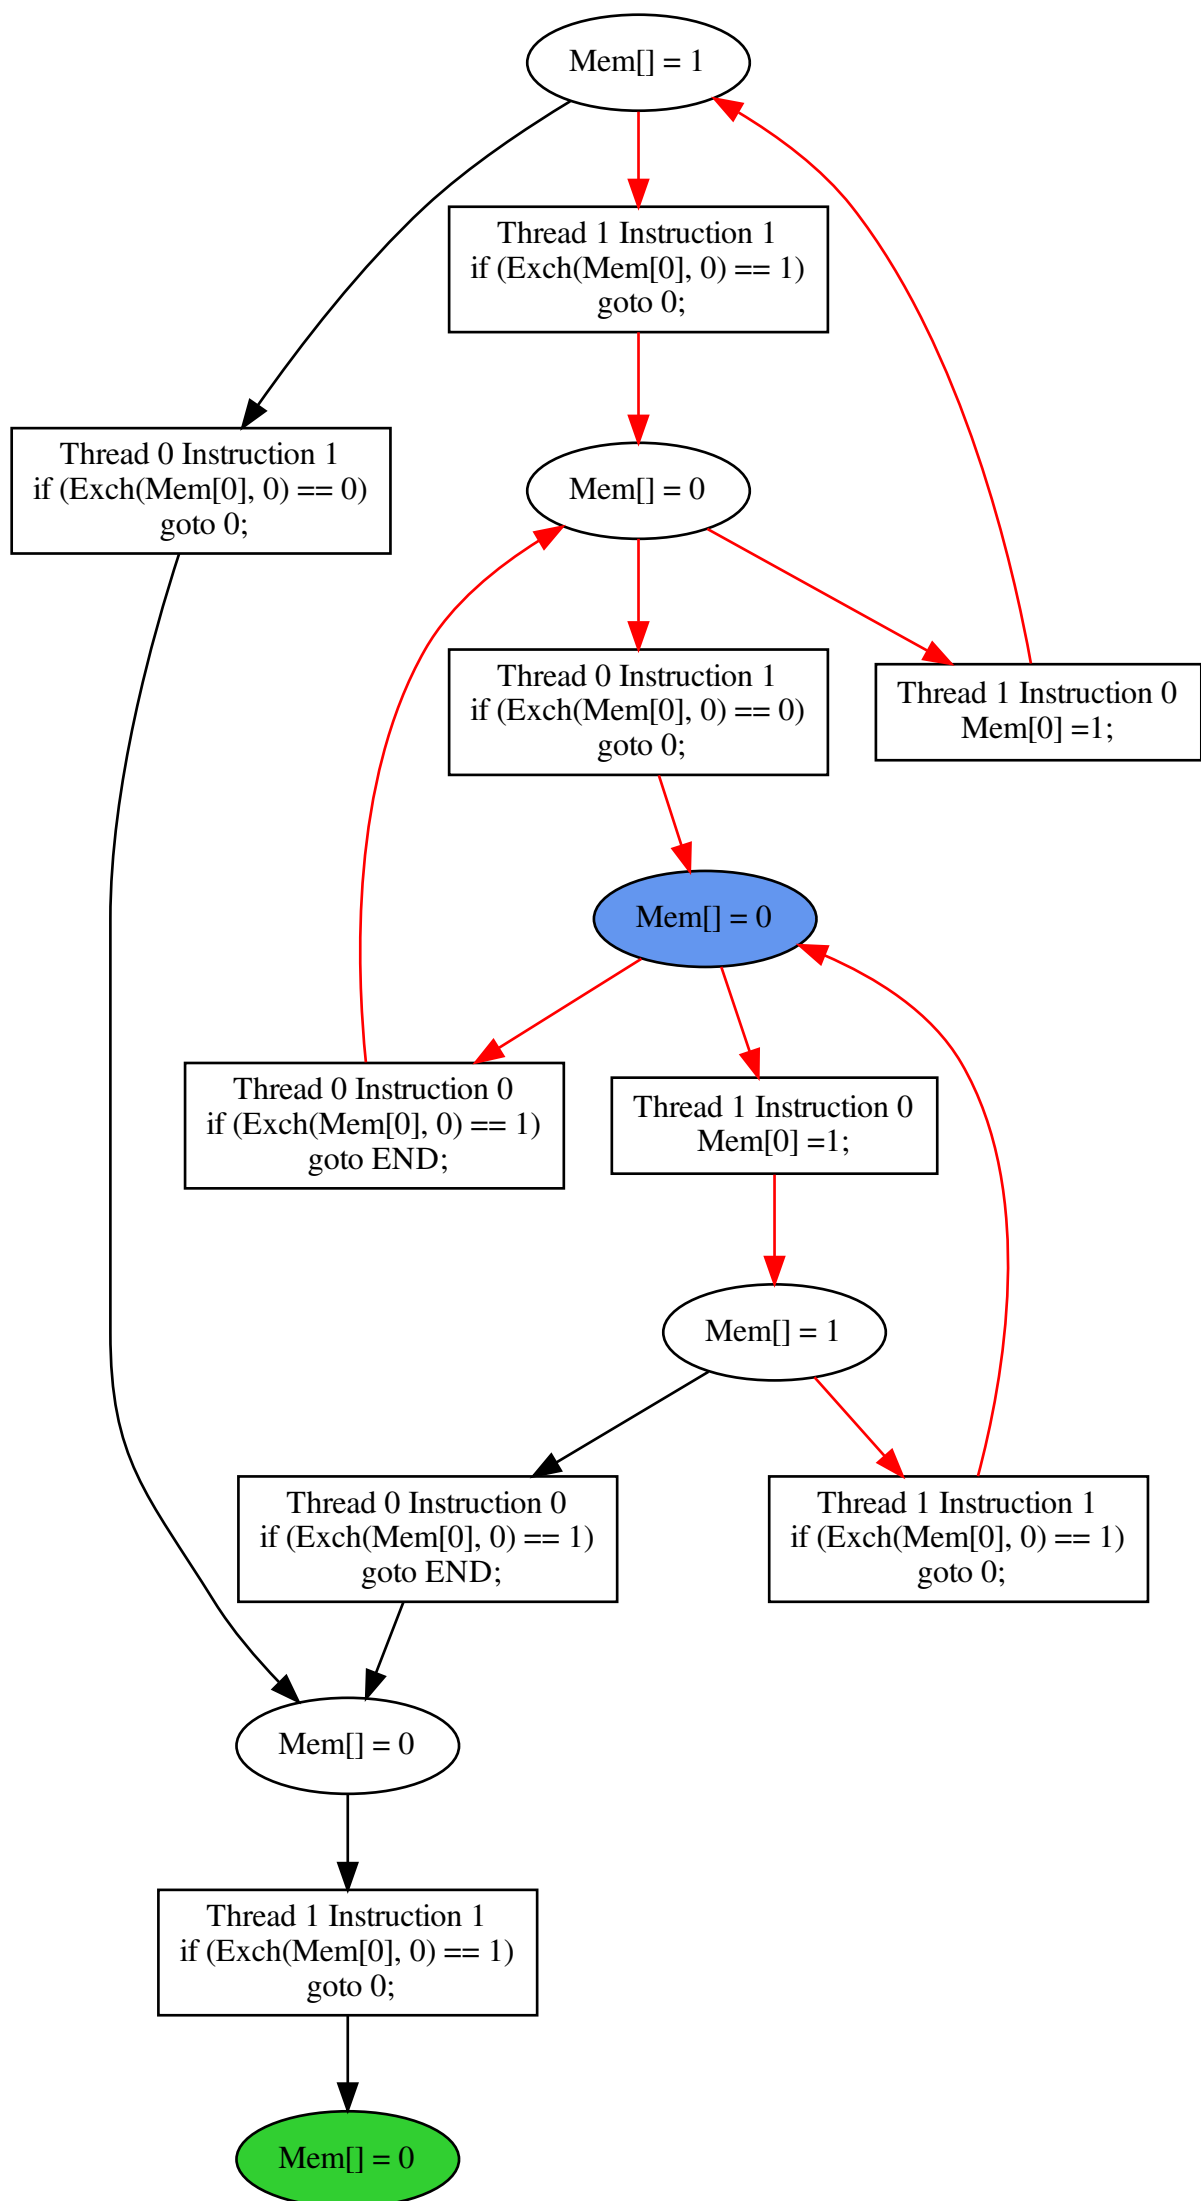 Mem[] = 1
Thread 1 Instruction 1
if (Exch(Mem[0], 0) == 1)
goto 0;
Thread 0 Instruction 1
if (Exch(Mem[0], 0) == 0)
goto 0;
Mem[] = 0
Thread 0 Instruction 1
if (Exch(Mem[0], 0) == 0)
goto 0;
Thread 1 Instruction 0
Mem[0] =1;
Mem[] = 0
Thread 0 Instruction 0
if (Exch(Mem[0], 0) == 1)
goto END;
Thread 1 Instruction 0
Mem[0] =1;
Mem[] = 1
Thread 0 Instruction 0
if (Exch(Mem[0], 0) == 1)
goto END;
Thread 1 Instruction 1
if (Exch(Mem[0], 0) == 1)
goto 0;
Mem[] = 0
Thread 1 Instruction 1
if (Exch(Mem[0], 0) == 1)
goto 0;
Mem[] = 0